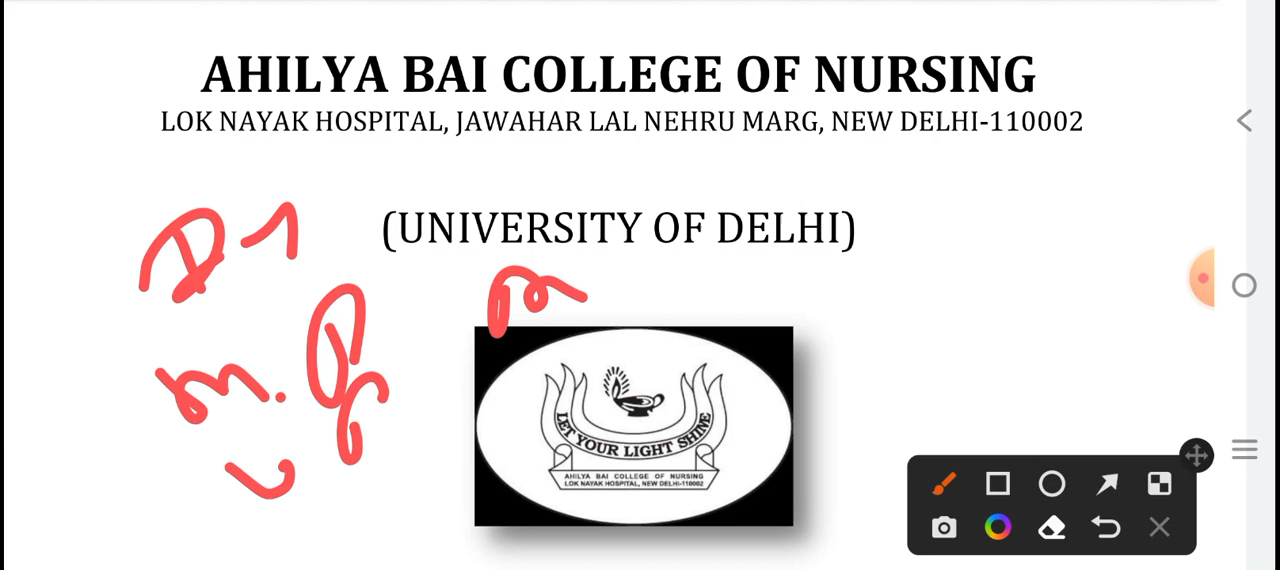 AHILYA BAI COLLEGE OF NURSING
LOK NAYAK HOSPITAL, JAWAHAR LAL NEHRU MARG, NEW DELHI-110002
(UNIVERSITY OF DELHI)
LET YOUR LIGHT SHINE
AHILYA BAI COLLEGE OF NURSING
LOK NAYAK HOSPITAL, NEW DELHI-110002